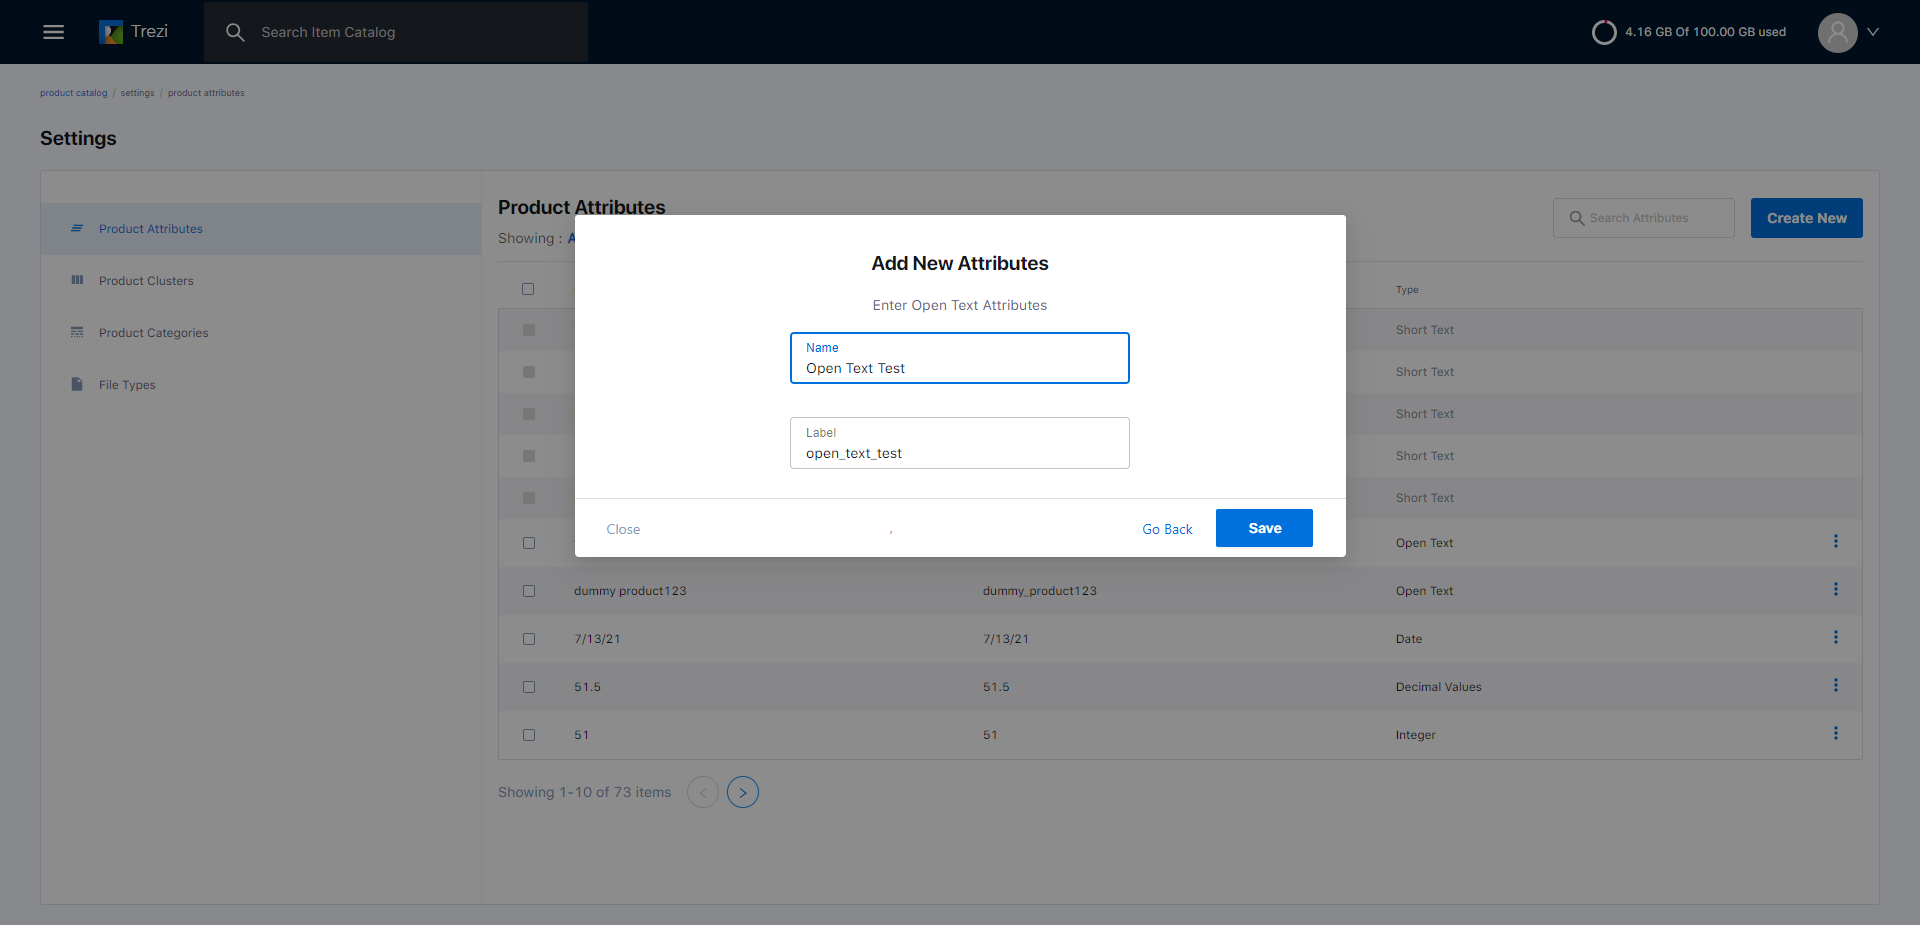 Trezi
Search Item Catalog
4.16 GB Of 100.00 GB used
product catalog / settings / product attributes
Settings
Product Attributes
Product Clusters
Product Categories
File Types
Product Attributes
Showing : A
Search Attributes
Create New
Type
Short Text
Short Text
Short Text
Short Text
Short Text
Open Text
dummy product123 dummy_product123 Open Text
7/13/21 7/13/21 Date
51.5 51.5 Decimal Values
51 51 Integer
Showing 1-10 of 73 items
Add New Attributes
Enter Open Text Attributes
Name
Open Text Test
Label
open_text_test
Close , Go Back Save